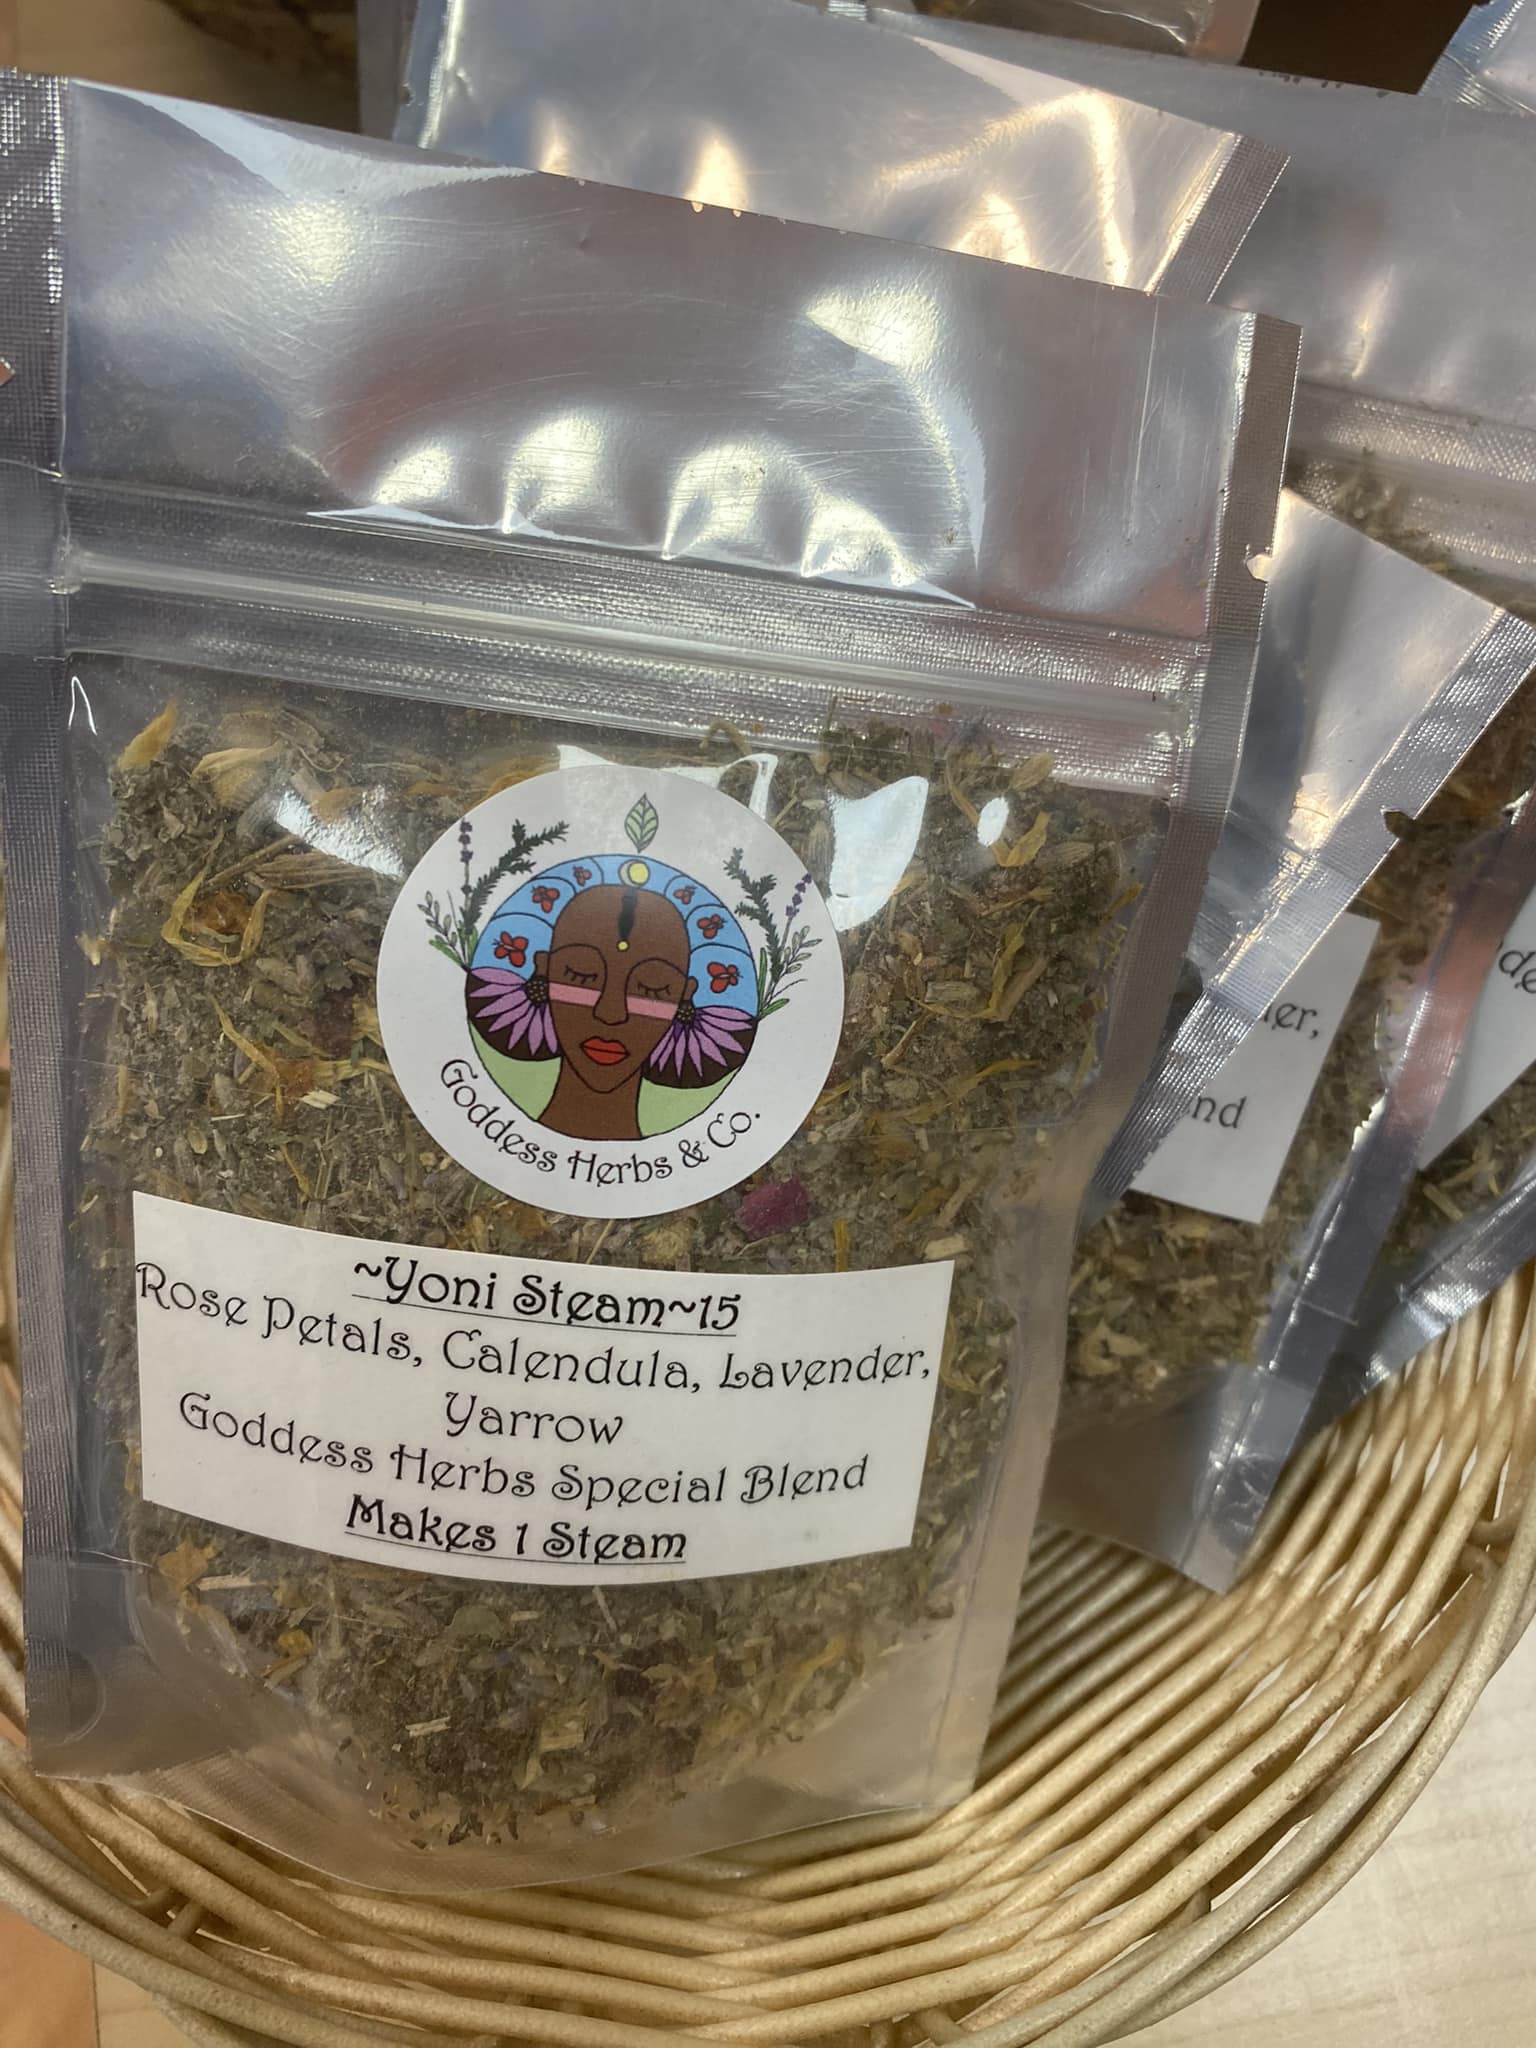 Goddess Herbs & Co.
~Yoni Steam~15
Rose Petals, Calendula, Lavender,
Yarrow
Goddess Herbs Special Blend
Makes 1 Steam